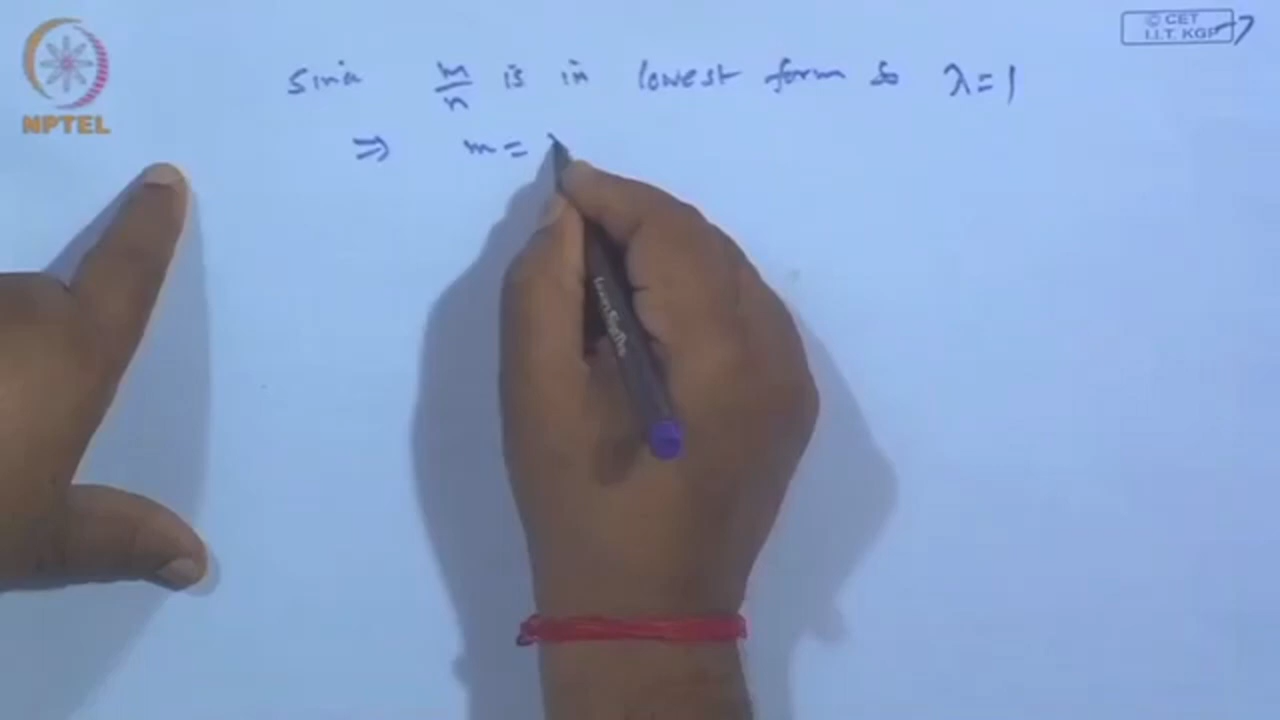 © CET
I.I.T. KGP
NPTEL
Since m/n is in lowest form so λ=1
⇒ m =